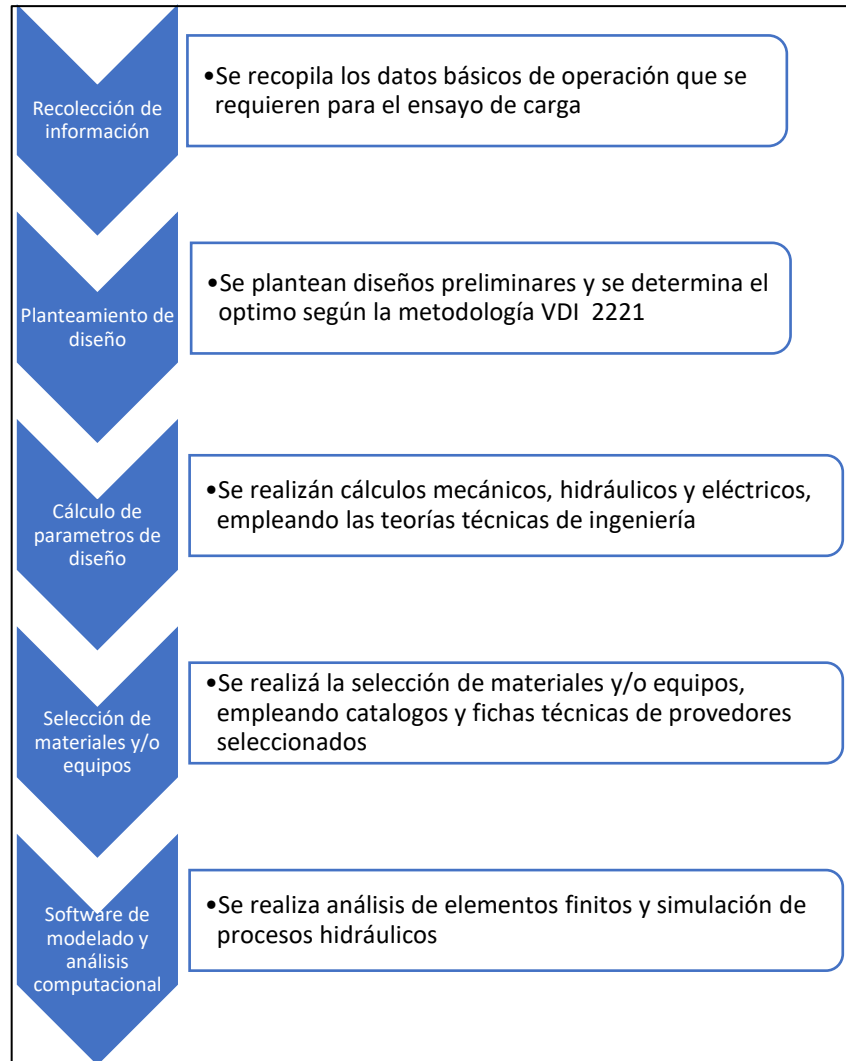 Recolección de
información
•Se recopila los datos básicos de operación que se
requieren para el ensayo de carga
Planteamiento de
diseño
•Se plantean diseños preliminares y se determina el
optimo según la metodología VDI 2221
Cálculo de
parametros de
diseño
•Se realizán cálculos mecánicos, hidráulicos y eléctricos,
empleando las teorías técnicas de ingeniería
Selección de
materiales y/o
equipos
•Se realizá la selección de materiales y/o equipos,
empleando catalogos y fichas técnicas de provedores
seleccionados
Software de
modelado y
análisis
computacional
•Se realiza análisis de elementos finitos y simulación de
procesos hidráulicos